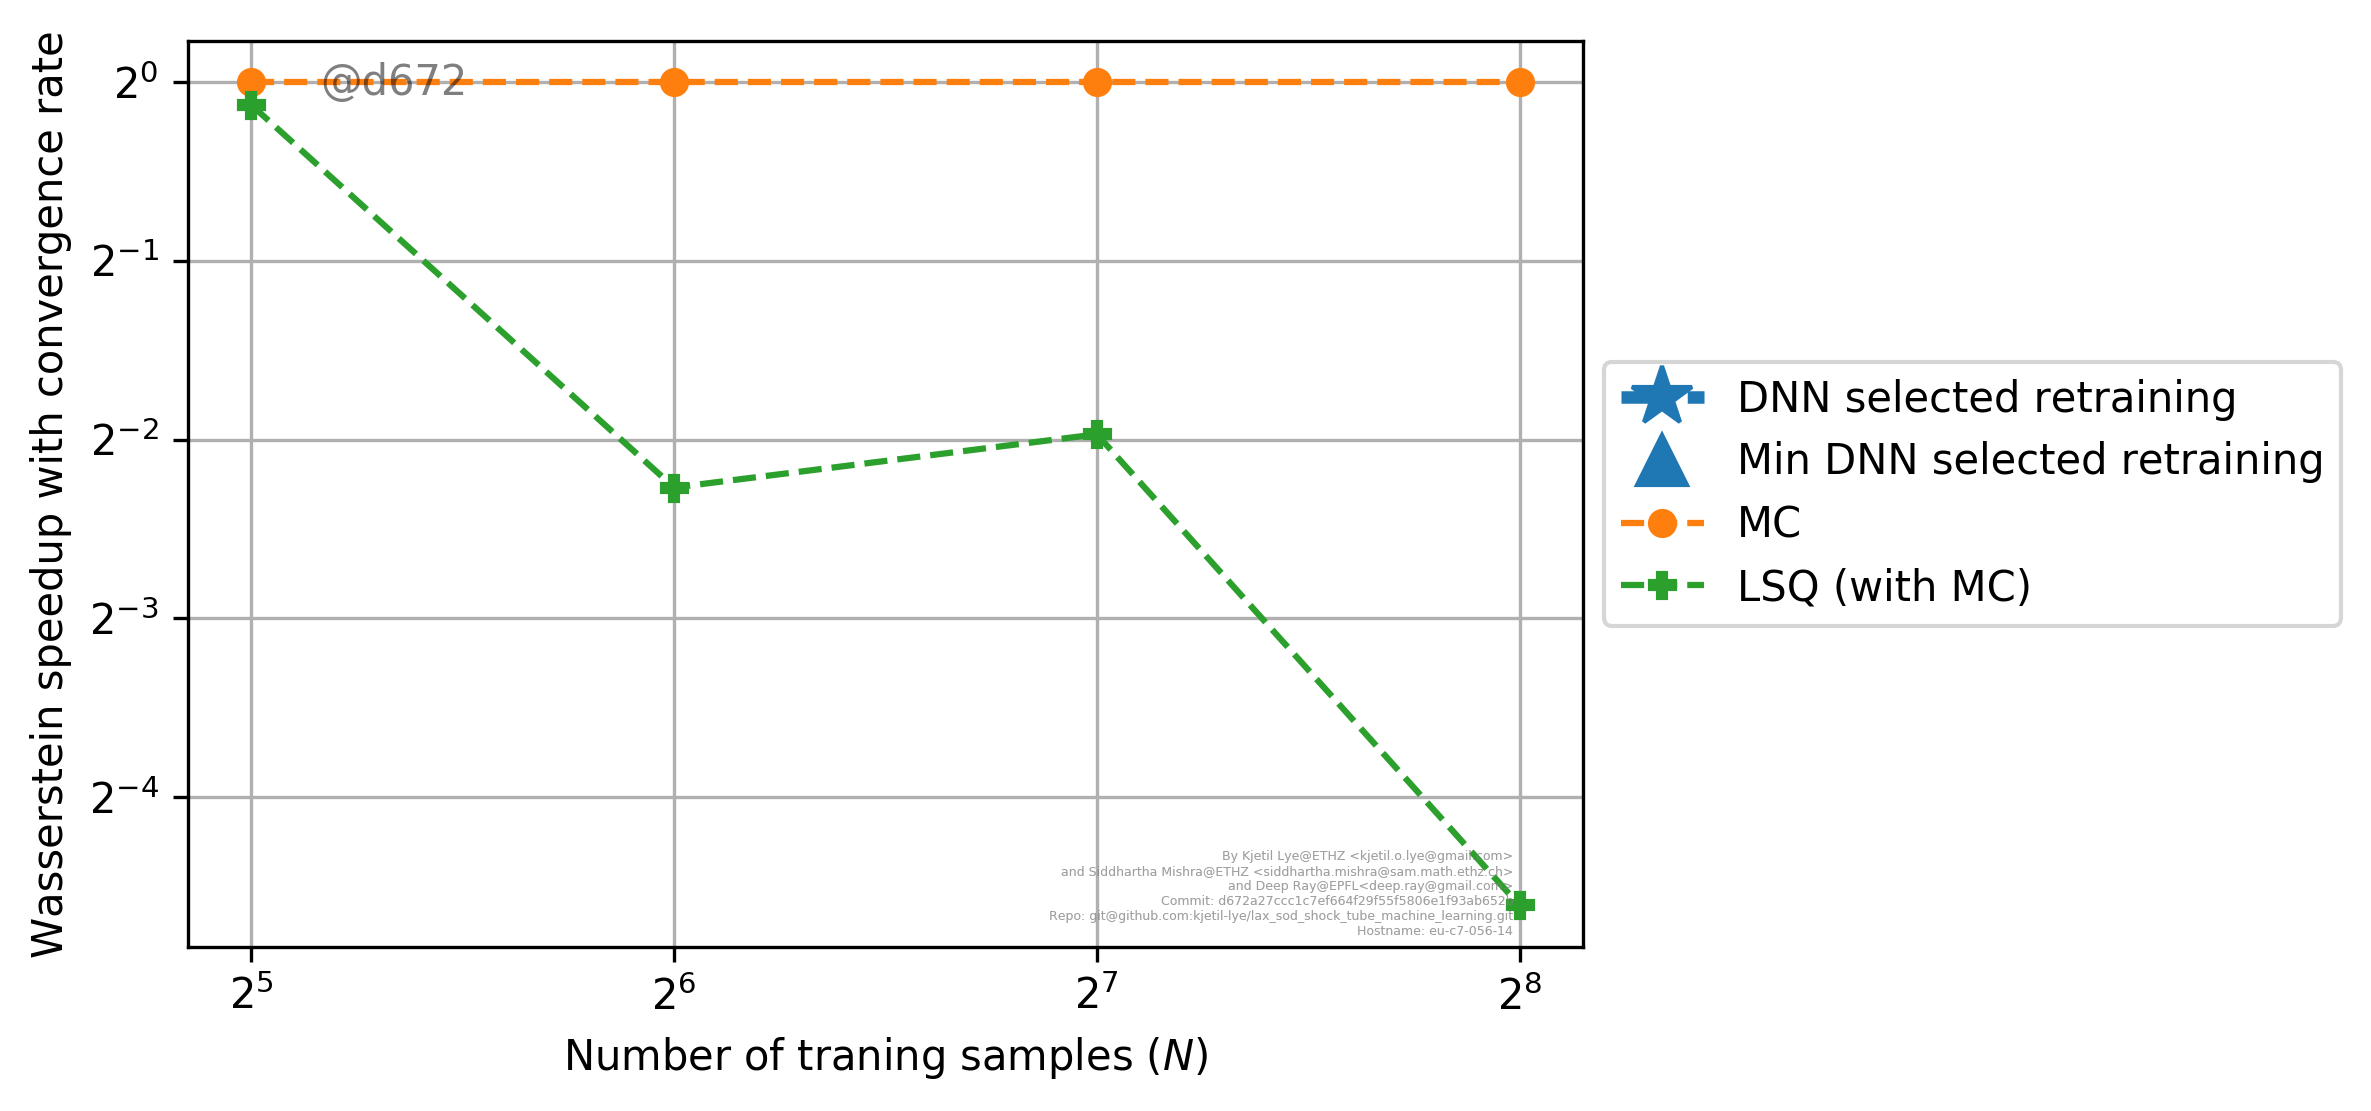 Wasserstein speedup with convergence rate
2^0
2^−1
2^−2
2^−3
2^−4
@d672
By Kjetil Lye@ETHZ <kjetil.o.lye@gmail.com>
and Siddhartha Mishra@ETHZ <siddhartha.mishra@sam.math.ethz.ch>
and Deep Ray@EPFL<deep.ray@gmail.com>
Commit:
Repo: git@github.com:kjetil-lye/lax_sod_shock_tube_machine_learning.git
Hostname: eu-c7-056-14
2^5 2^6 2^7 2^8
Number of traning samples (N)
DNN selected retraining
Min DNN selected retraining
MC
LSQ (with MC)